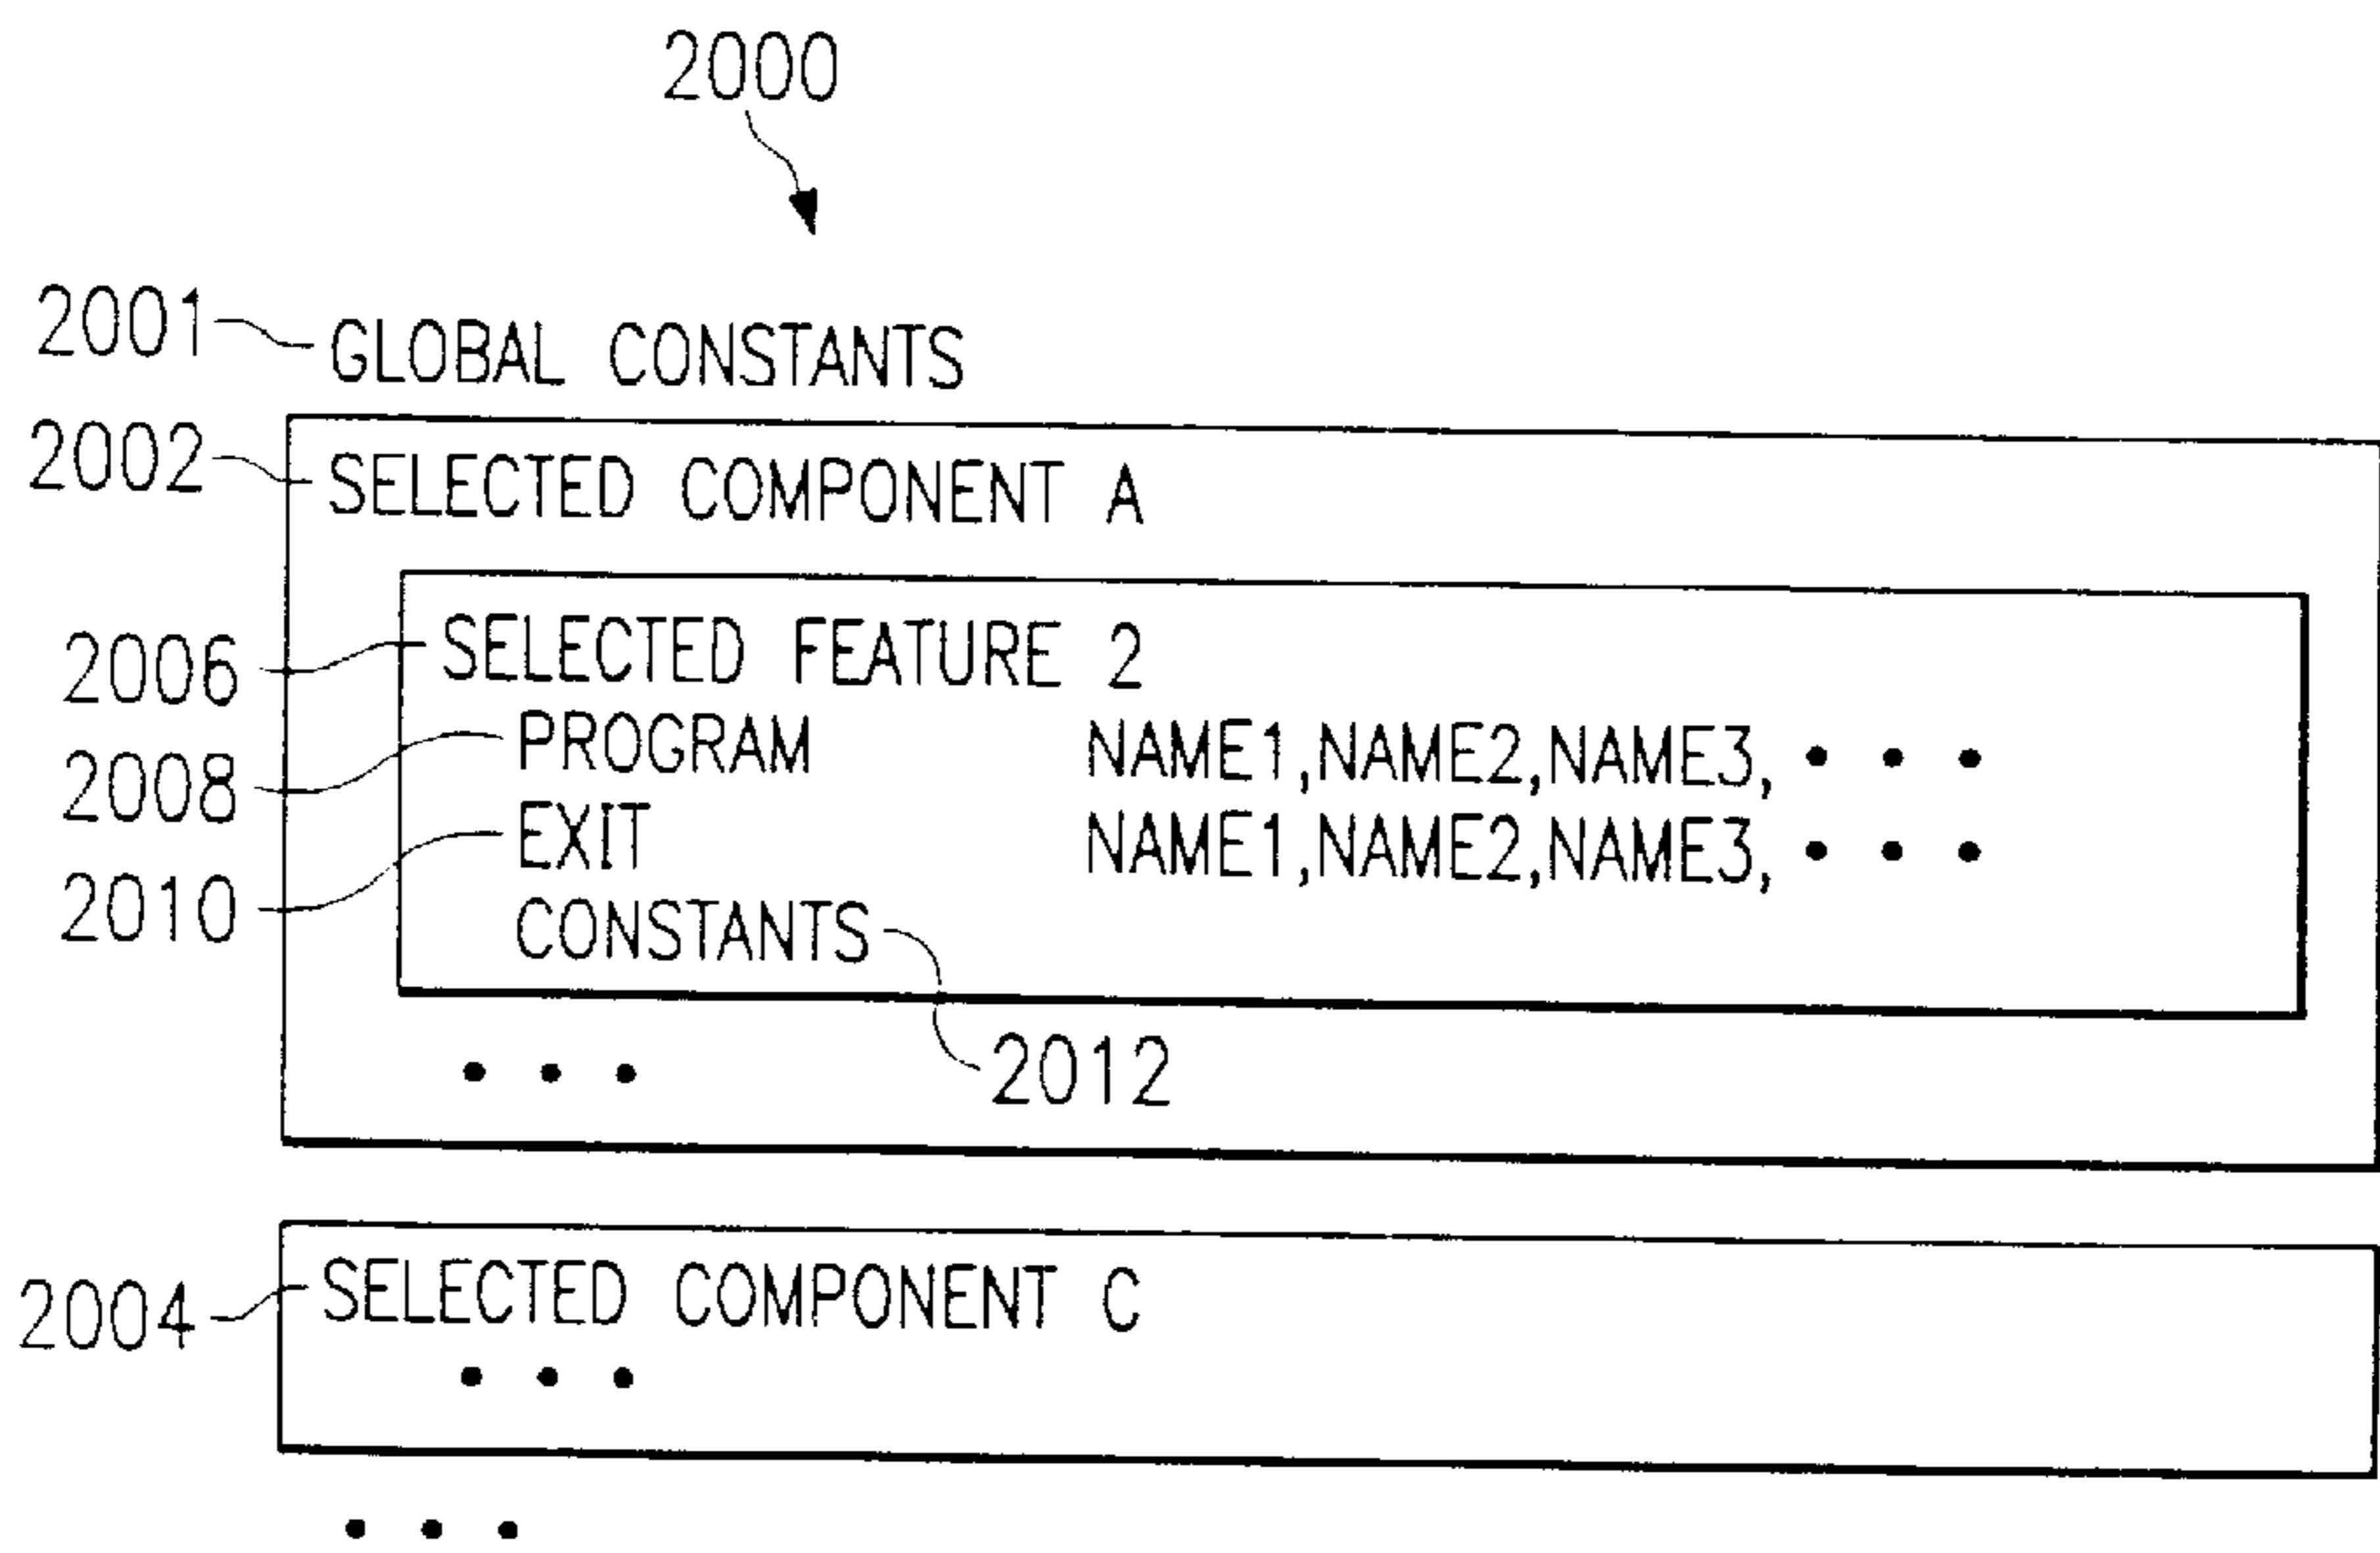 2000
2001 GLOBAL CONSTANTS
2002 SELECTED COMPONENT A
2006 SELECTED FEATURE 2
2008 PROGRAM NAME1,NAME2,NAME3, • • •
2010 EXIT NAME1,NAME2,NAME3, • • •
CONSTANTS
• • • 2012
2004 SELECTED COMPONENT C
• • •
• • •